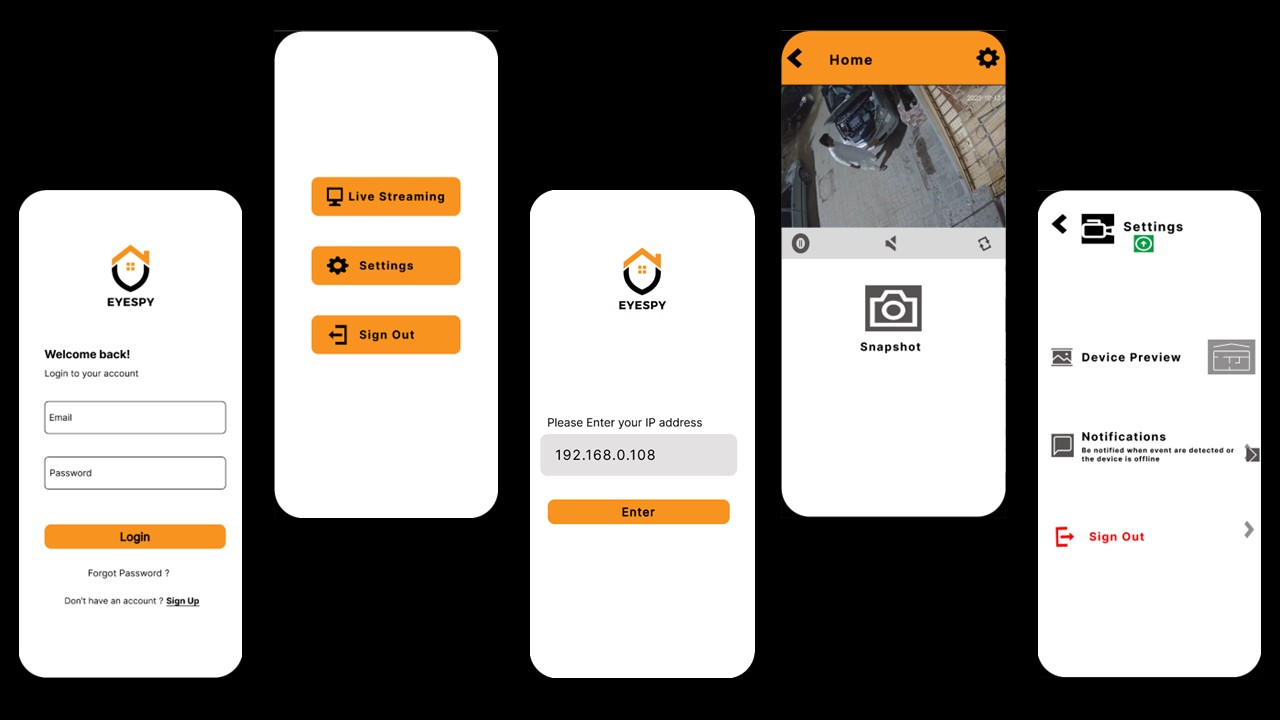 EYESPY
Welcome back!
Login to your account
Email
Password
Login
Forgot Password ?
Don't have an account ? Sign Up
Live Streaming
Settings
Sign Out
EYESPY
Please Enter your IP address
192.168.0.108
Enter
Home
Snapshot
Settings
Device Preview
Notifications
Be notified when event are detected or
the device is offline
Sign Out